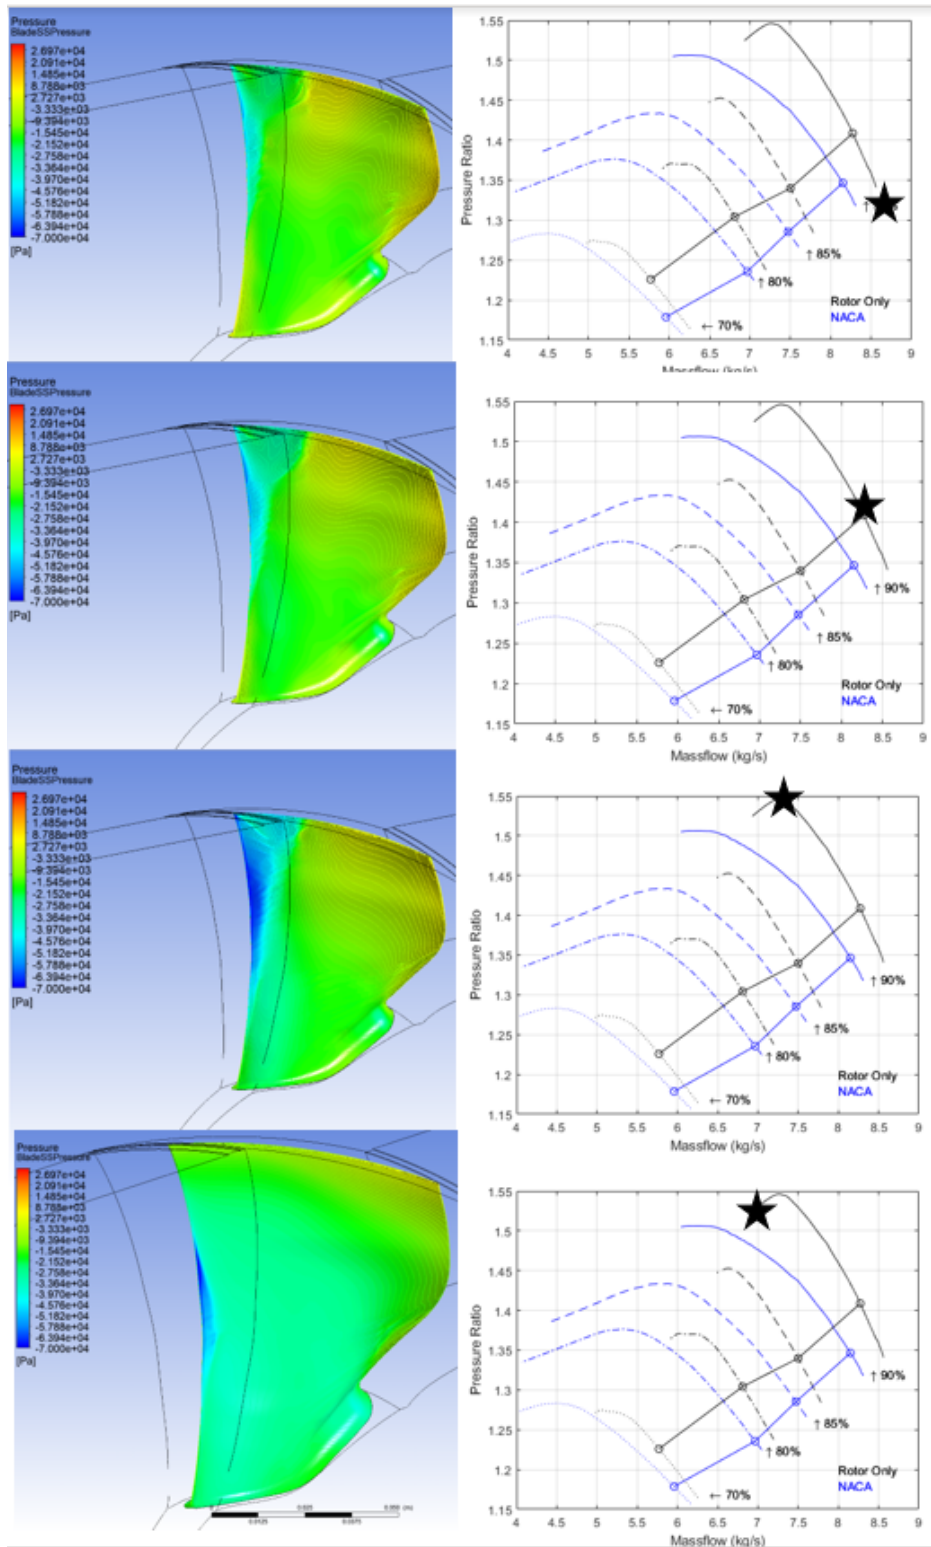 Pressure
BladeSSPressure
2.697e+04
2.091e+04
1.485e+04
8.788e+03
2.727e+03
-3.333e+03
-9.394e+03
-1.545e+04
-2.152e+04
-2.758e+04
-3.364e+04
-3.970e+04
-4.576e+04
-5.182e+04
-5.788e+04
-6.394e+04
-7.000e+04
[Pa]
Pressure Ratio
1.55
1.5
1.45
1.4
1.35
1.3
1.25
1.2
1.15
↑
↑ 85%
↑ 80%
← 70%
Rotor Only
NACA
4 4.5 5 5.5 6 6.5 7 7.5 8 8.5 9
Massflow (kg/s)
Pressure
BladeSSPressure
2.697e+04
2.091e+04
1.485e+04
8.788e+03
2.727e+03
-3.333e+03
-9.394e+03
-1.545e+04
-2.152e+04
-2.758e+04
-3.364e+04
-3.970e+04
-4.576e+04
-5.182e+04
-5.788e+04
-6.394e+04
-7.000e+04
[Pa]
Pressure Ratio
1.55
1.5
1.45
1.4
1.35
1.3
1.25
1.2
1.15
↑ 90%
↑ 85%
↑ 80%
← 70%
Rotor Only
NACA
4 4.5 5 5.5 6 6.5 7 7.5 8 8.5 9
Massflow (kg/s)
Pressure
BladeSSPressure
2.697e+04
2.091e+04
1.485e+04
8.788e+03
2.727e+03
-3.333e+03
-9.394e+03
-1.545e+04
-2.152e+04
-2.758e+04
-3.364e+04
-3.970e+04
-4.576e+04
-5.182e+04
-5.788e+04
-6.394e+04
-7.000e+04
[Pa]
Pressure Ratio
1.55
1.5
1.45
1.4
1.35
1.3
1.25
1.2
1.15
↑ 90%
↑ 85%
↑ 80%
← 70%
Rotor Only
NACA
4 4.5 5 5.5 6 6.5 7 7.5 8 8.5 9
Massflow (kg/s)
Pressure
BladeSSPressure
2.697e+04
2.091e+04
1.485e+04
8.788e+03
2.727e+03
-3.333e+03
-9.394e+03
-1.545e+04
-2.152e+04
-2.758e+04
-3.364e+04
-3.970e+04
-4.576e+04
-5.182e+04
-5.788e+04
-6.394e+04
-7.000e+04
[Pa]
0.025 0.050 (m)
0.0125 0.0375
Pressure Ratio
1.55
1.5
1.45
1.4
1.35
1.3
1.25
1.2
1.15
↑ 90%
↑ 85%
↑ 80%
← 70%
Rotor Only
NACA
4 4.5 5 5.5 6 6.5 7 7.5 8 8.5 9
Massflow (kg/s)